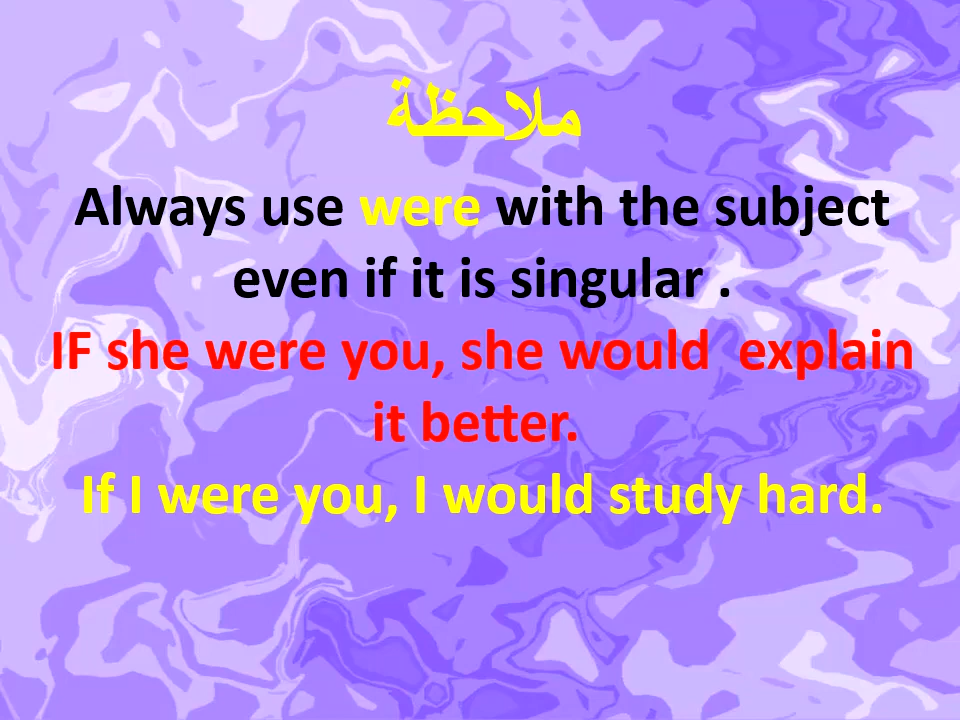 ملاحظة
Always use were with the subject
even if it is singular .
IF she were you, she would  explain
it better.
If I were you, I would study hard.